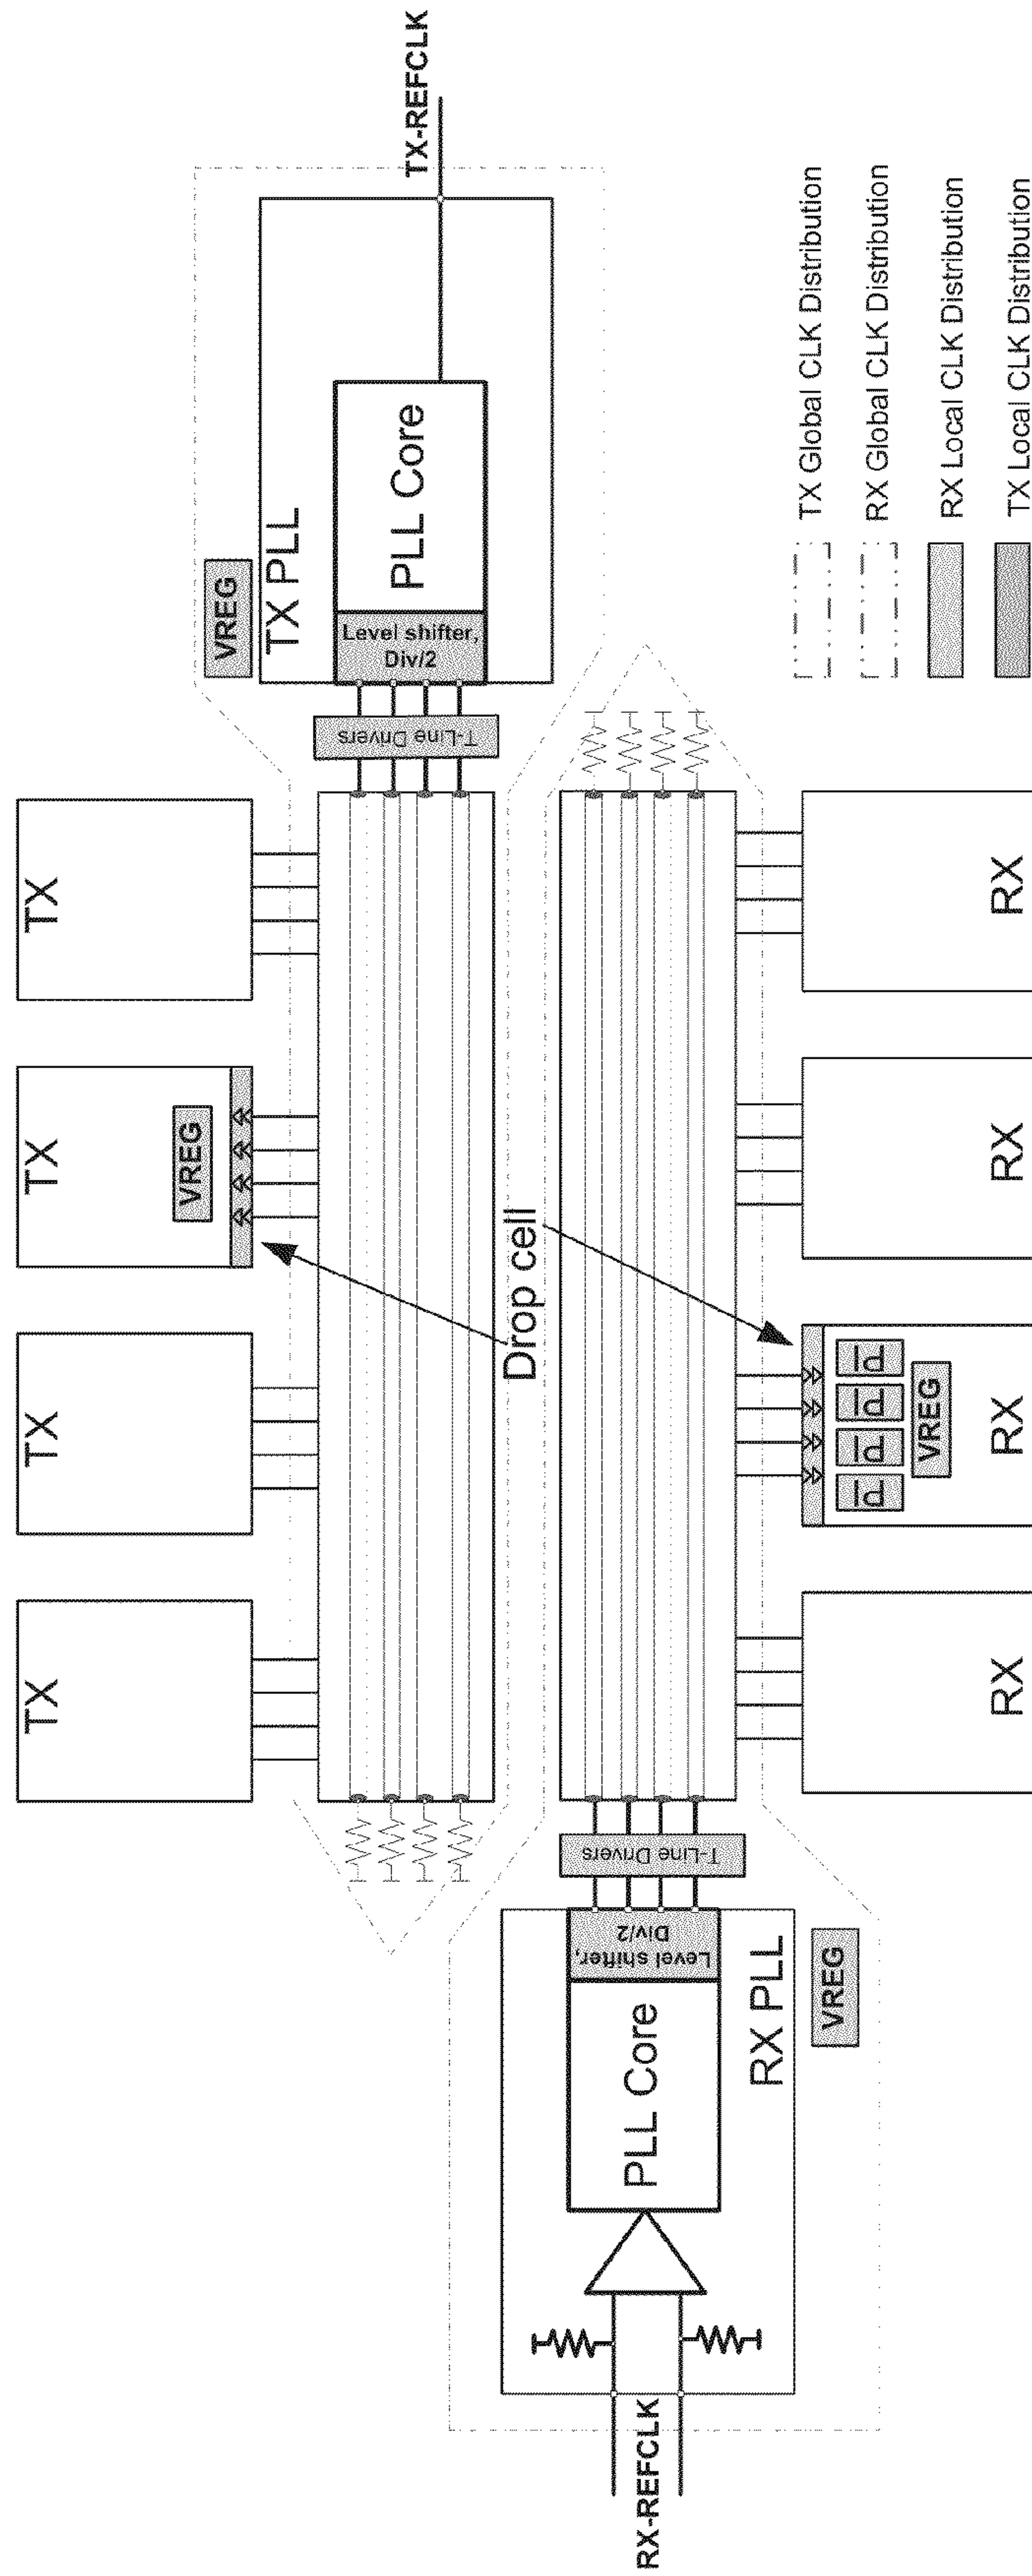 TX
TX
TX
TX
VREG
VREG
TX PLL
T-Line Drivers
Level shifter,
Div/2
PLL Core
TX-REFCLK
Drop cell
RX-REFCLK
PLL Core
Level shifter,
Div/2
T-Line Drivers
RX PLL
VREG
PI
PI
PI
PI
VREG
RX
RX
RX
RX
TX Global CLK Distribution
RX Global CLK Distribution
RX Local CLK Distribution
TX Local CLK Distribution